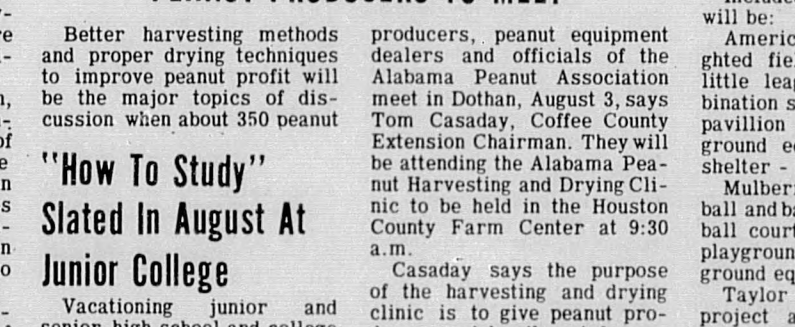 Better harvesting methods
and proper drying techniques
to improve peanut profit will
be the major topics of dis-
cussion when about 350 peanut
producers, peanut equipment
dealers and officials of the
Alabama Peanut Association
meet in Dothan, August 3, says
Tom Casaday, Coffee County
Extension Chairman. They will
be attending the Alabama Pea-
nut Harvesting and Drying Cli-
nic to be held in the Houston
County Farm Center at 9:30
a.m.
Casaday says the purpose
of the harvesting and drying
clinic is to give peanut pro-
"How To Study"
Slated In August At
Junior College
Vacationing junior and
senior high school and college
will be:
Americ
ghted fie
little lea
bination s
pavillion
ground e
shelter -
Mulber
ball and b
ball court
playgroun
ground eq
Taylor
project a